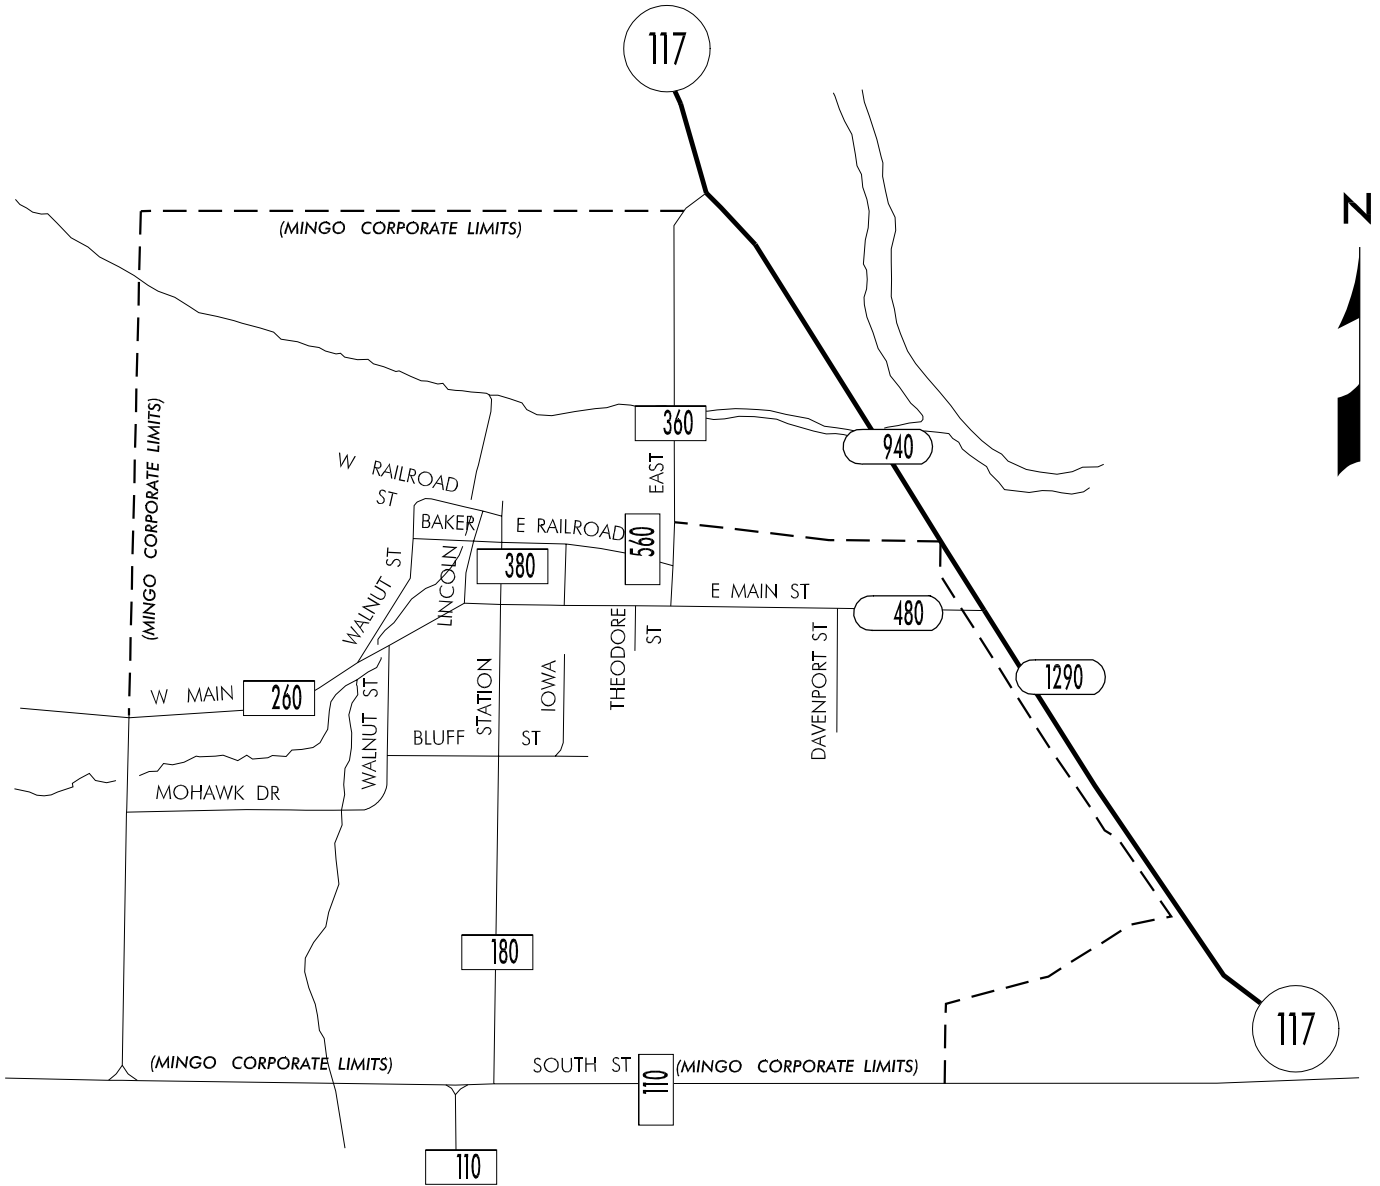 117
N
(MINGO CORPORATE LIMITS)
(MINGO CORPORATE LIMITS)
360
940
W RAILROAD
ST
EAST
BAKER
E RAILROAD
560
WALNUT ST
LINCOLN
380
E MAIN ST
480
THEODORE
ST
DAVENPORT ST
1290
W MAIN
260
WALNUT ST
STATION
IOWA
BLUFF ST
MOHAWK DR
180
117
(MINGO CORPORATE LIMITS)
SOUTH ST
110
(MINGO CORPORATE LIMITS)
110